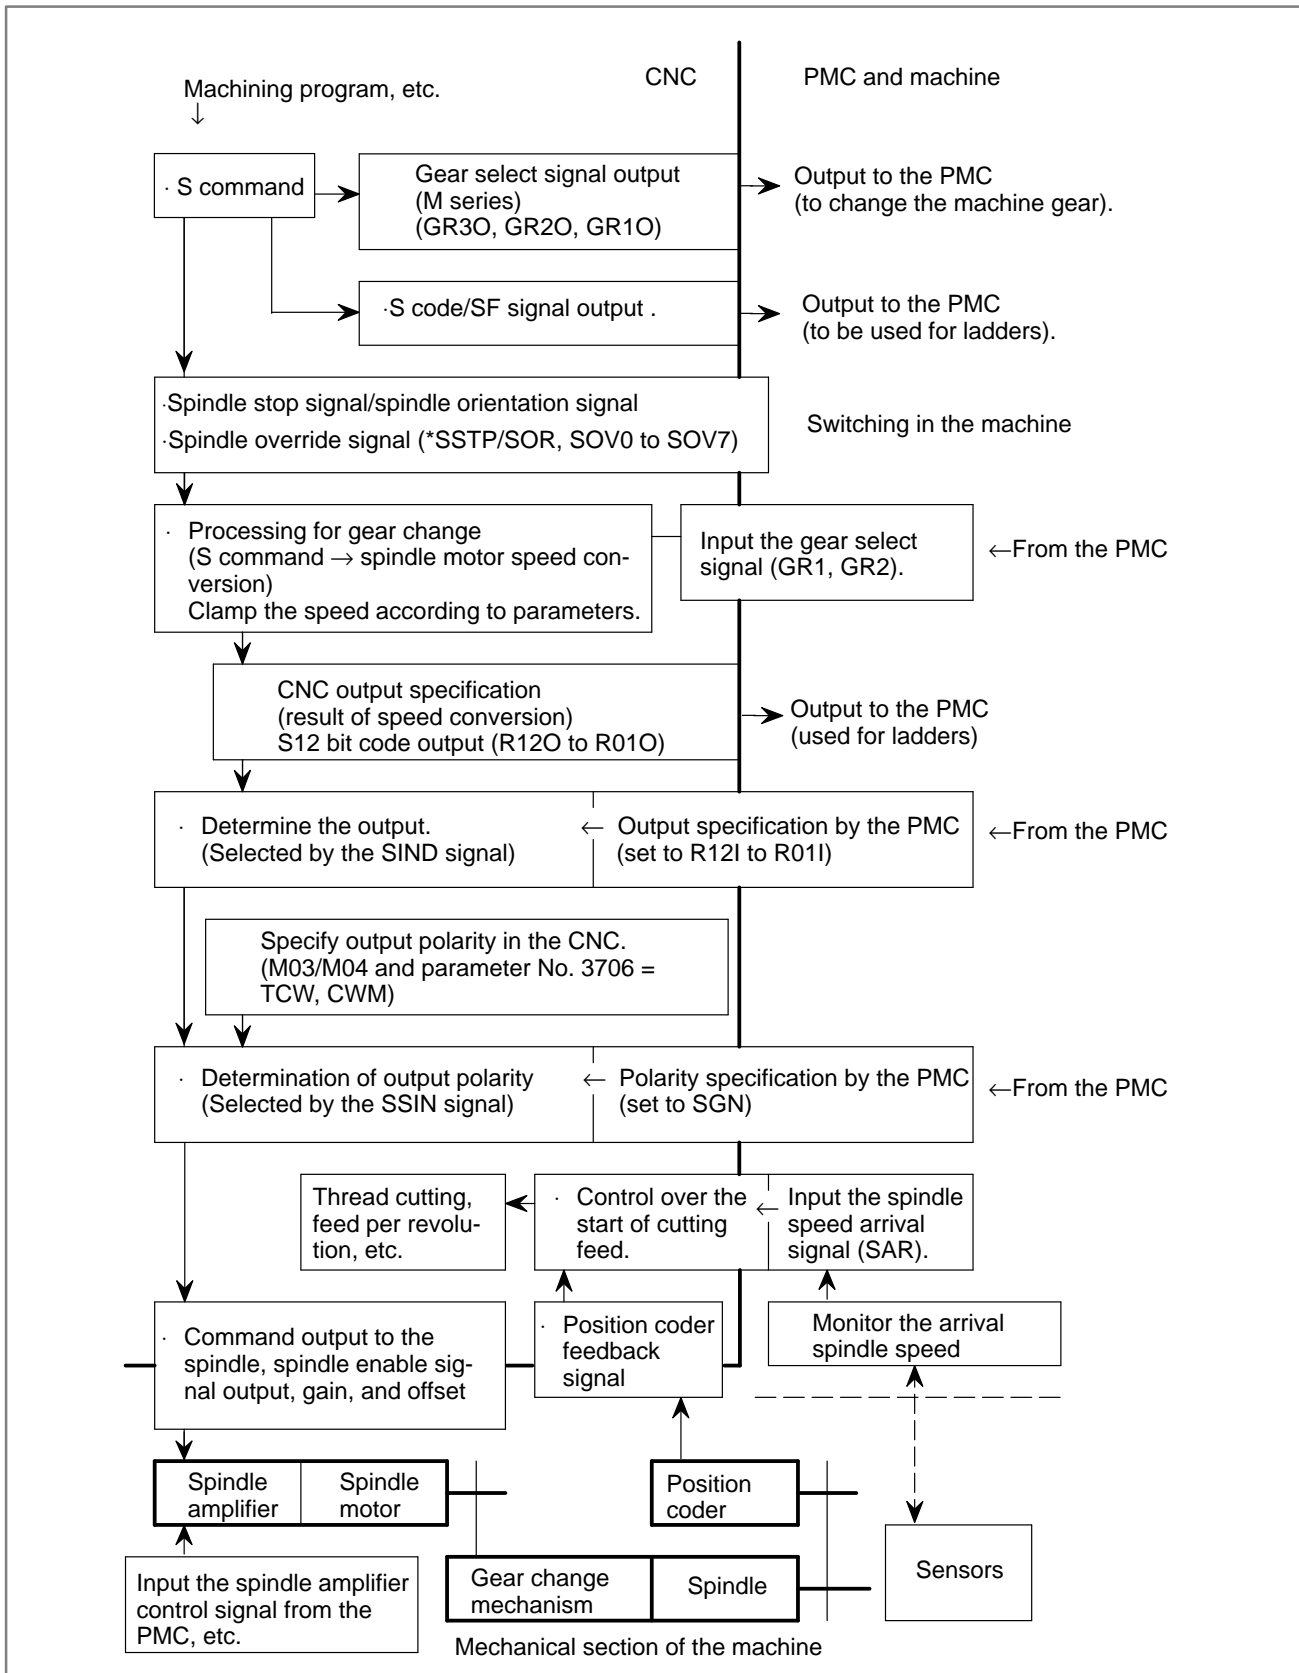 CNC
PMC and machine
Machining program, etc.
↓
· S command
Gear select signal output
(M series)
(GR3O, GR2O, GR1O)
Output to the PMC
(to change the machine gear).
·S code/SF signal output .
Output to the PMC
(to be used for ladders).
·Spindle stop signal/spindle orientation signal
·Spindle override signal (*SSTP/SOR, SOV0 to SOV7)
Switching in the machine
· Processing for gear change
(S command → spindle motor speed con-
version)
Clamp the speed according to parameters.
Input the gear select
signal (GR1, GR2).
←From the PMC
CNC output specification
(result of speed conversion)
S12 bit code output (R12O to R01O)
Output to the PMC
(used for ladders)
· Determine the output.
(Selected by the SIND signal)
← Output specification by the PMC
(set to R12I to R01I)
←From the PMC
Specify output polarity in the CNC.
(M03/M04 and parameter No. 3706 =
TCW, CWM)
· Determination of output polarity
(Selected by the SSIN signal)
← Polarity specification by the PMC
(set to SGN)
←From the PMC
Thread cutting,
feed per revolu-
tion, etc.
· Control over the
start of cutting
feed.
← Input the spindle
speed arrival
signal (SAR).
· Command output to the
spindle, spindle enable sig-
nal output, gain, and offset
· Position coder
feedback
signal
Monitor the arrival
spindle speed
Spindle
amplifier
Spindle
motor
Position
coder
Input the spindle amplifier
control signal from the
PMC, etc.
Gear change
mechanism
Spindle
Sensors
Mechanical section of the machine